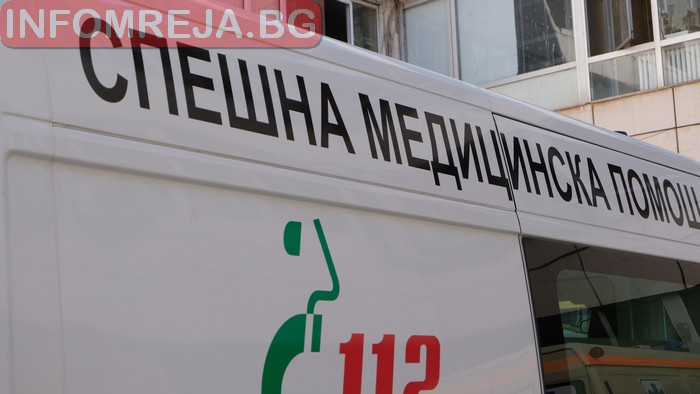 INFOMREJA.BG
СПЕШНА МЕДИЦИНСКА ПОМОЩ
112